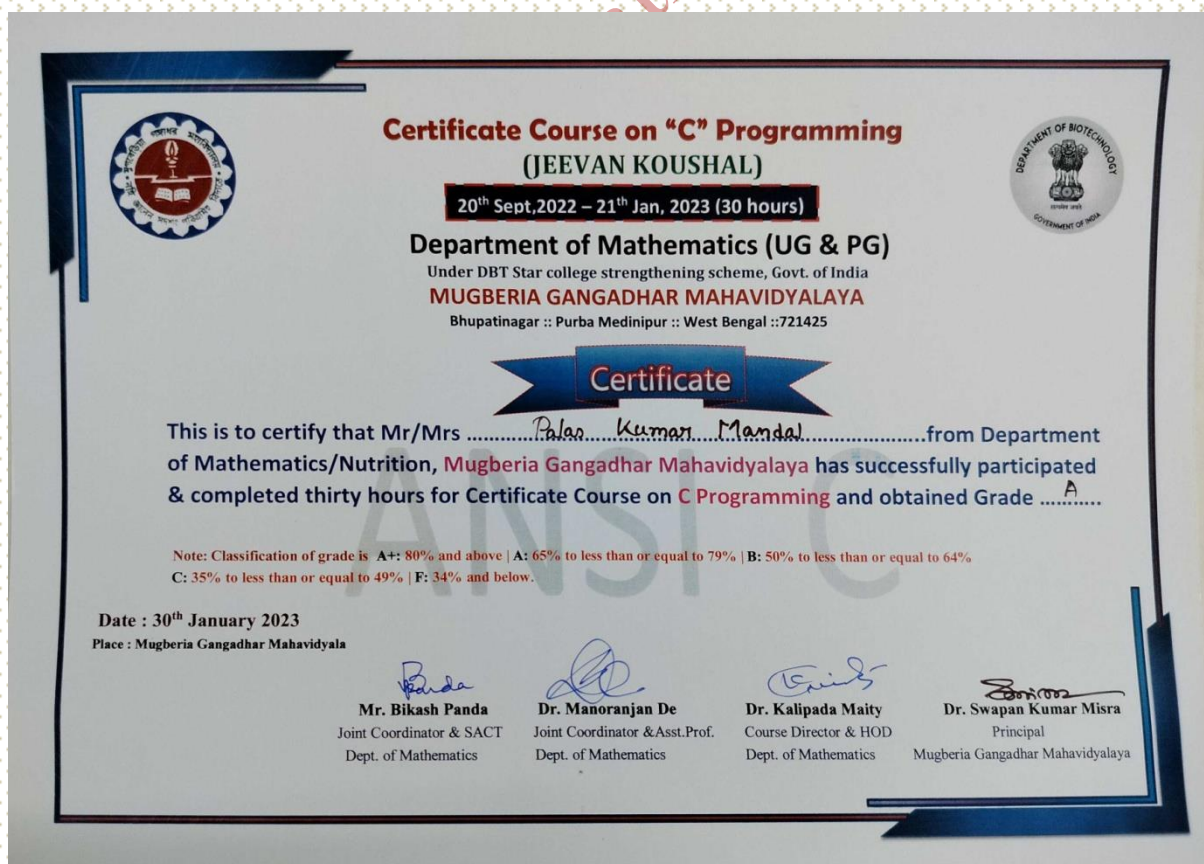 Certificate Course on “C” Programming
(JEEVAN KOUSHAL)
20th Sept,2022 – 21th Jan, 2023 (30 hours)
DEPARTMENT OF BIOTECHNOLOGY
GOVERNMENT OF INDIA
Department of Mathematics (UG & PG)
Under DBT Star college strengthening scheme, Govt. of India
MUGBERIA GANGADHAR MAHAVIDYALAYA
Bhupatinagar :: Purba Medinipur :: West Bengal ::721425
Certificate
This is to certify that Mr/Mrs ............Palas....Kumar....Mandal........................from Department
of Mathematics/Nutrition, Mugberia Gangadhar Mahavidyalaya has successfully participated
& completed thirty hours for Certificate Course on C Programming and obtained Grade ....A....
ANSI C
Note: Classification of grade is A+: 80% and above | A: 65% to less than or equal to 79% | B: 50% to less than or equal to 64%
C: 35% to less than or equal to 49% | F: 34% and below.
Date : 30th January 2023
Place : Mugberia Gangadhar Mahavidyala
Mr. Bikash Panda
Joint Coordinator & SACT
Dept. of Mathematics
Dr. Manoranjan De
Joint Coordinator &Asst.Prof.
Dept. of Mathematics
Dr. Kalipada Maity
Course Director & HOD
Dept. of Mathematics
Dr. Swapan Kumar Misra
Principal
Mugberia Gangadhar Mahavidyalaya